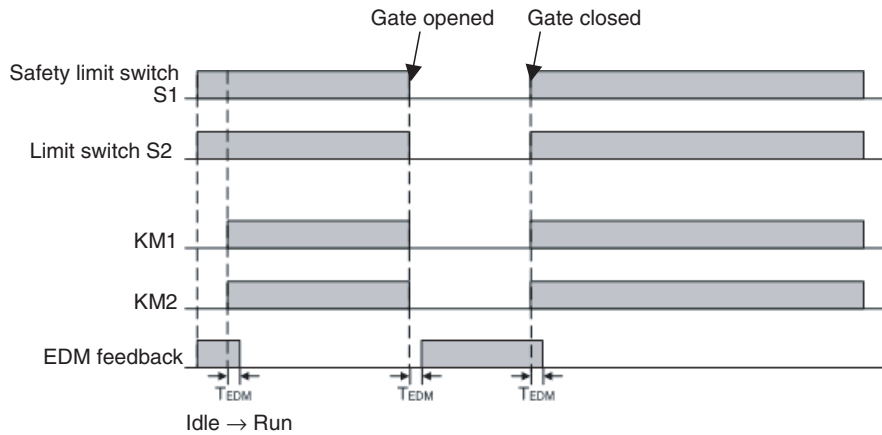 Gate opened
Gate closed
Safety limit switch
S1
Limit switch S2
KM1
KM2
EDM feedback
TEDM
TEDM
TEDM
Idle → Run